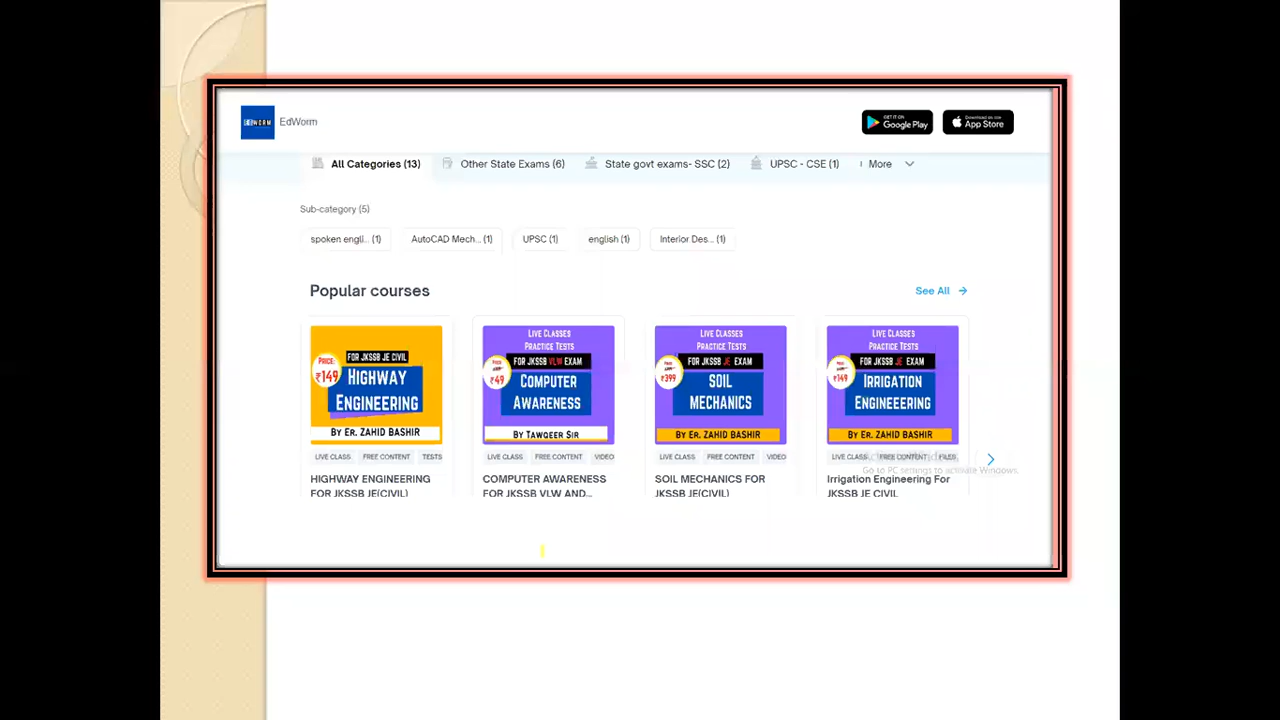 EDWORM
EdWorm
GET IT ON
Google Play
Download on the
App Store
All Categories (13)
Other State Exams (6)
State govt exams- SSC (2)
UPSC - CSE (1)
More
Sub-category (5)
spoken engli.. (1)
AutoCAD Mech... (1)
UPSC (1)
english (1)
Interior Des... (1)
Popular courses
See All
PRICE:
₹149
FOR JKSSB JE CIVIL
HIGHWAY
ENGINEERING
BY ER. ZAHID BASHIR
LIVE CLASS
FREE CONTENT
TESTS
HIGHWAY ENGINEERING
FOR JKSSB JE(CIVIL)
LIVE CLASSES
PRACTICE TESTS
₹49
FOR JKSSB VLW EXAM
COMPUTER
AWARENESS
BY TAWQEER SIR
LIVE CLASS
FREE CONTENT
VIDEO
COMPUTER AWARENESS
FOR JKSSB VLW AND...
LIVE CLASSES
PRACTICE TESTS
₹399
FOR JKSSB JE EXAM
SOIL
MECHANICS
BY ER. ZAHID BASHIR
LIVE CLASS
FREE CONTENT
VIDEO
SOIL MECHANICS FOR
JKSSB JE(CIVIL)
LIVE CLASSES
PRACTICE TESTS
₹149
FOR JKSSB JE EXAM
IRRIGATION
ENGINEEERING
BY ER. ZAHID BASHIR
LIVE CLASS
FREE CONTENT
FILES
Irrigation Engineering For
JKSSB JE CIVIL
Go to PC settings to activate Windows.